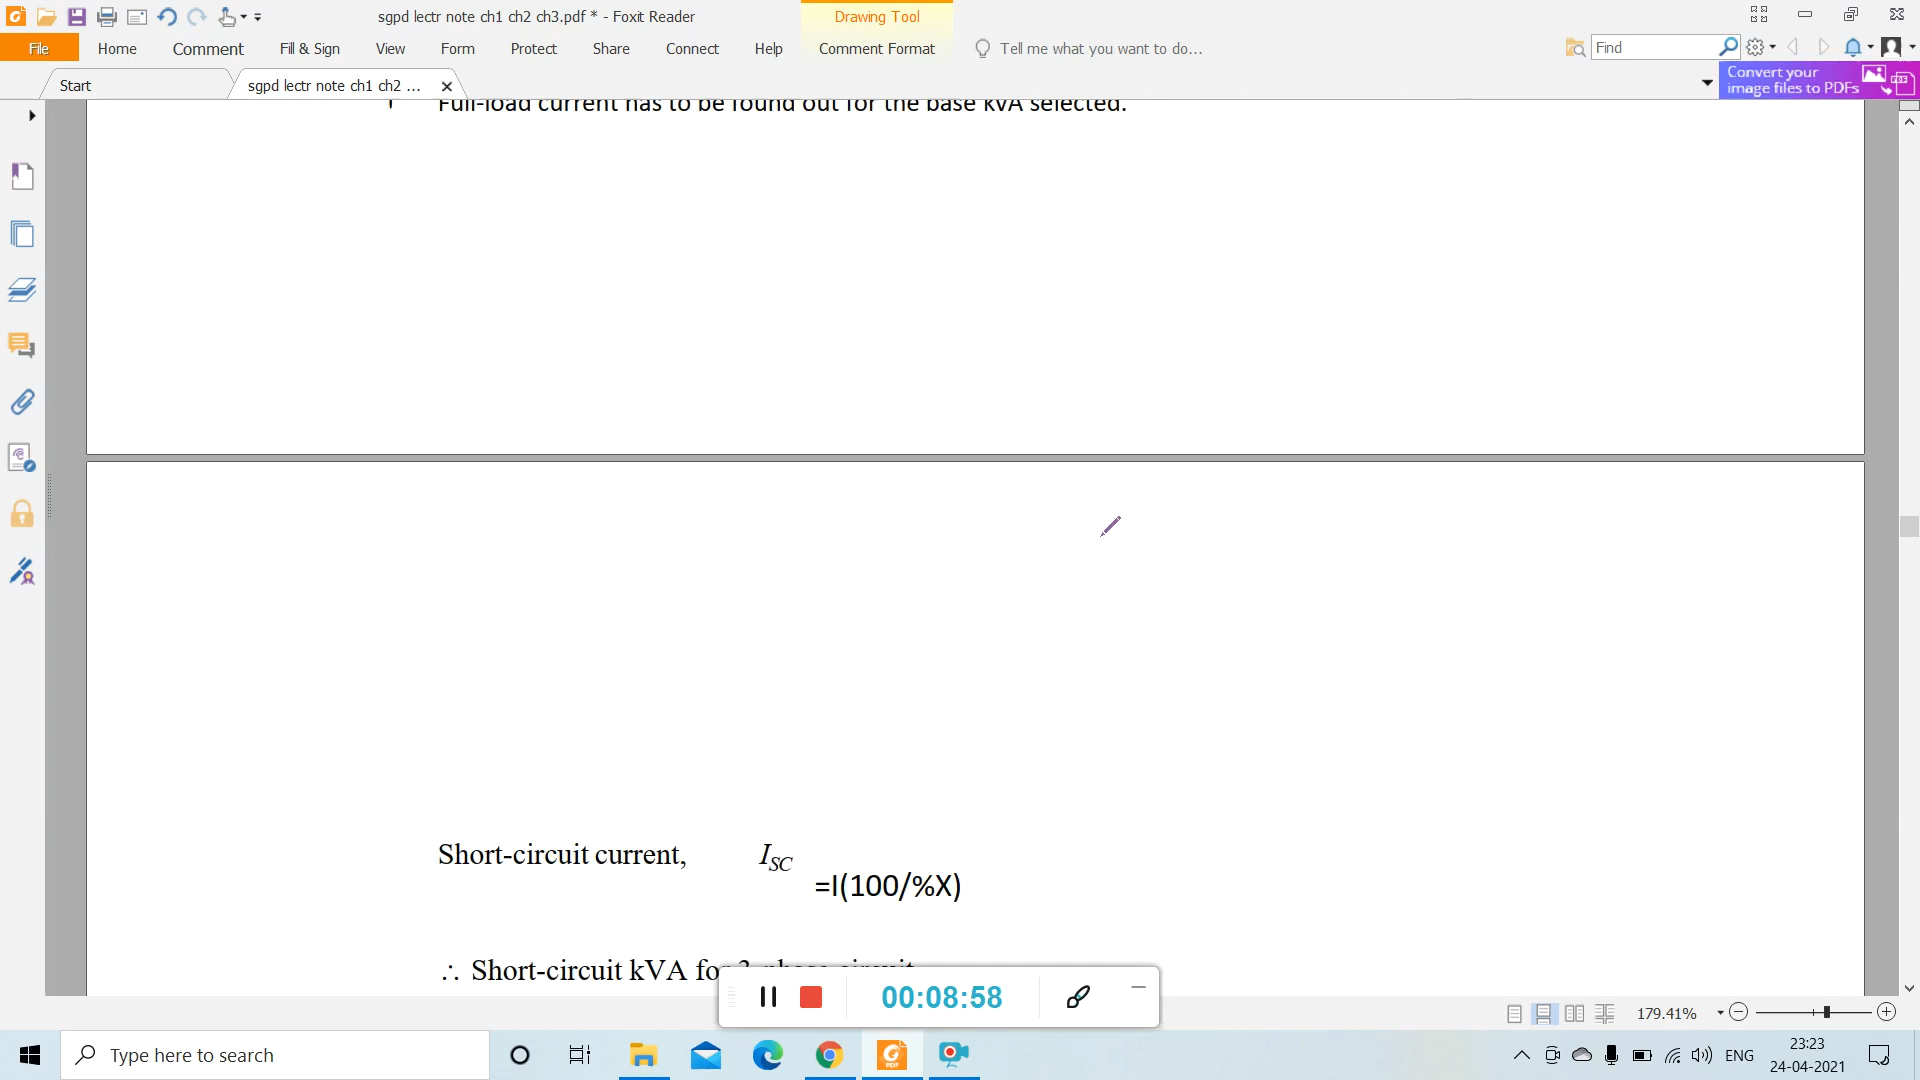 sgpd lectr note ch1 ch2 ch3.pdf * - Foxit Reader
Drawing Tool
File Home Comment Fill & Sign View Form Protect Share Connect Help Comment Format Tell me what you want to do... Find
Start
sgpd lectr note ch1 ch2 ...
Convert your
image files to PDFs
Full-load current has to be found out for the base kVA selected.
Short-circuit current, I_SC
=I(100/%X)
∴ Short-circuit kVA for 3-phase circuit
00:08:58
179.41%
Type here to search
ENG
23:23
24-04-2021